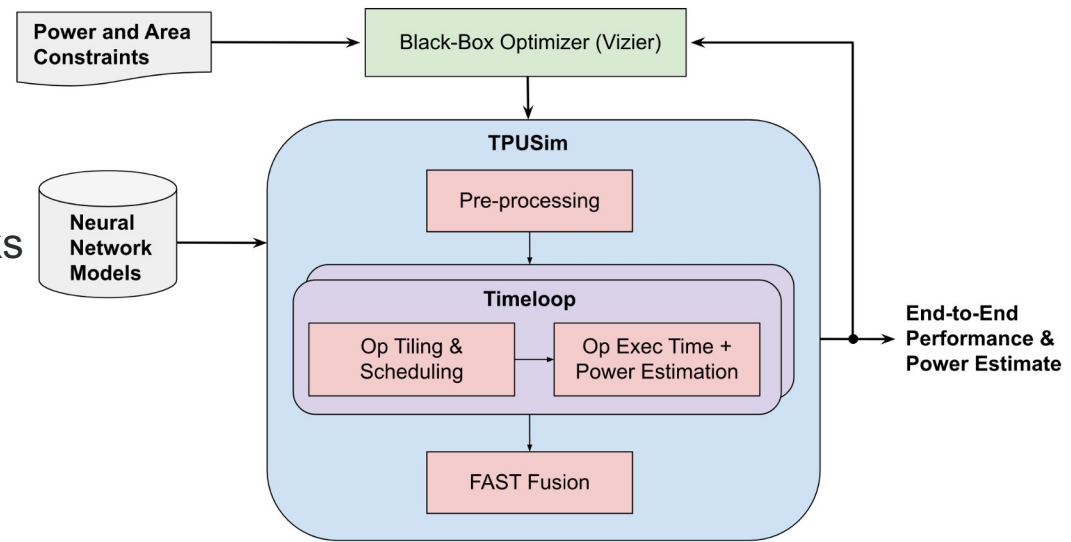 Power and Area
Constraints
Black-Box Optimizer (Vizier)
TPUSim
Pre-processing
Neural
Network
Models
Timeloop
Op Tiling &
Scheduling
Op Exec Time +
Power Estimation
End-to-End
Performance &
Power Estimate
FAST Fusion